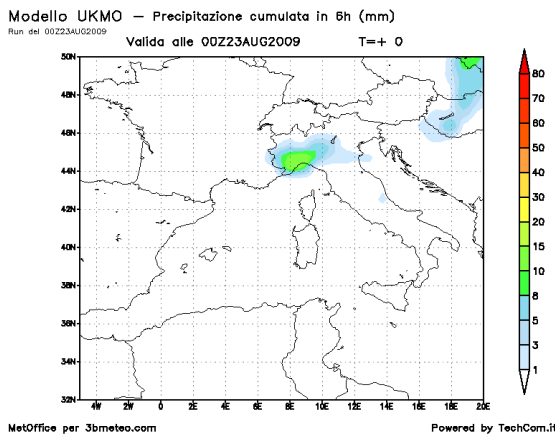 Modello UKMO – Precipitazione cumulata in 6h (mm)
Run del 00Z23AUG2009
Valida alle 00Z23AUG2009 T=+ 0
50N
48N
46N
44N
42N
40N
38N
36N
34N
32N
4W 2W 0 2E 4E 6E 8E 10E 12E 14E 16E 18E 20E
80
70
60
50
40
30
20
15
10
8
5
3
1
MetOffice per 3bmeteo.com Powered by TechCom.it